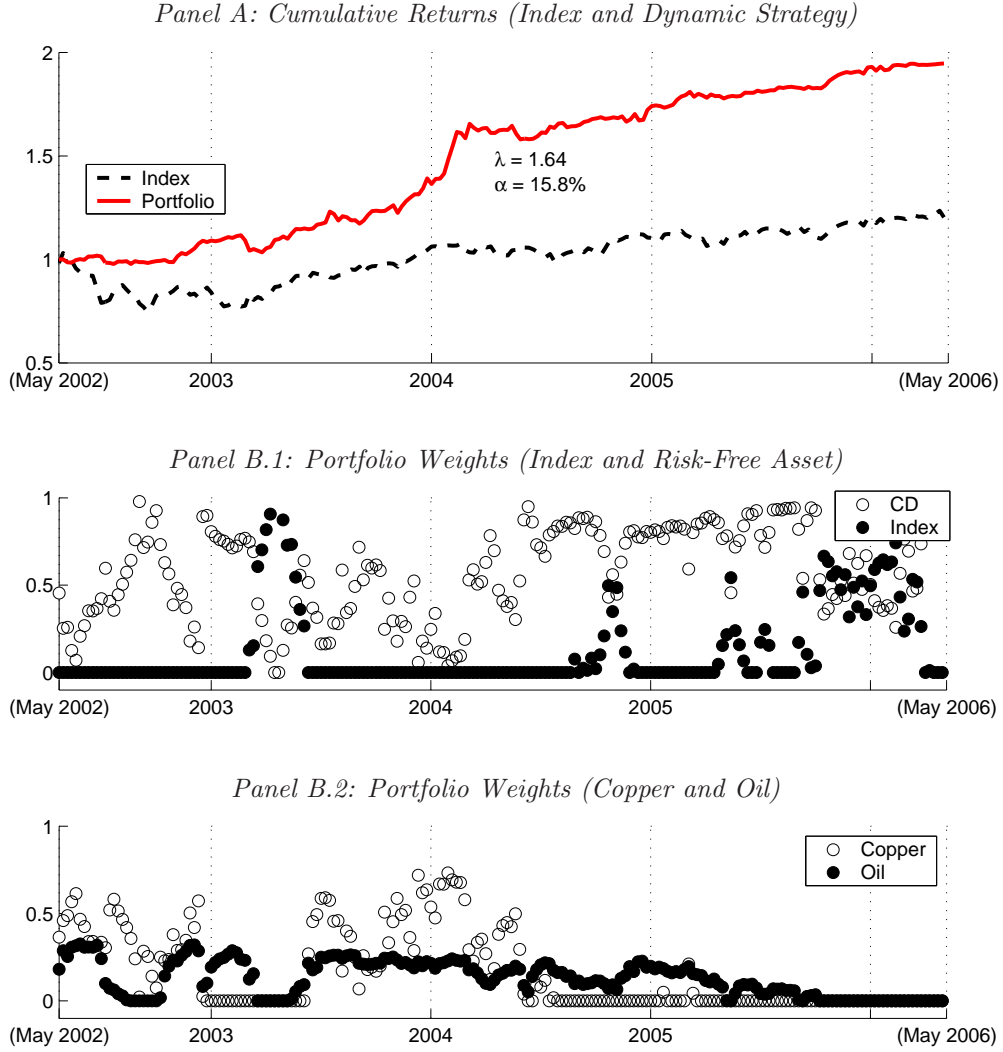 Panel A: Cumulative Returns (Index and Dynamic Strategy)
2
1.5
1
0.5
λ = 1.64
α = 15.8%
Index
Portfolio
(May 2002)
2003
2004
2005
(May 2006)
Panel B.1: Portfolio Weights (Index and Risk-Free Asset)
1
0.5
0
CD
Index
(May 2002)
2003
2004
2005
(May 2006)
Panel B.2: Portfolio Weights (Copper and Oil)
1
0.5
0
Copper
Oil
(May 2002)
2003
2004
2005
(May 2006)